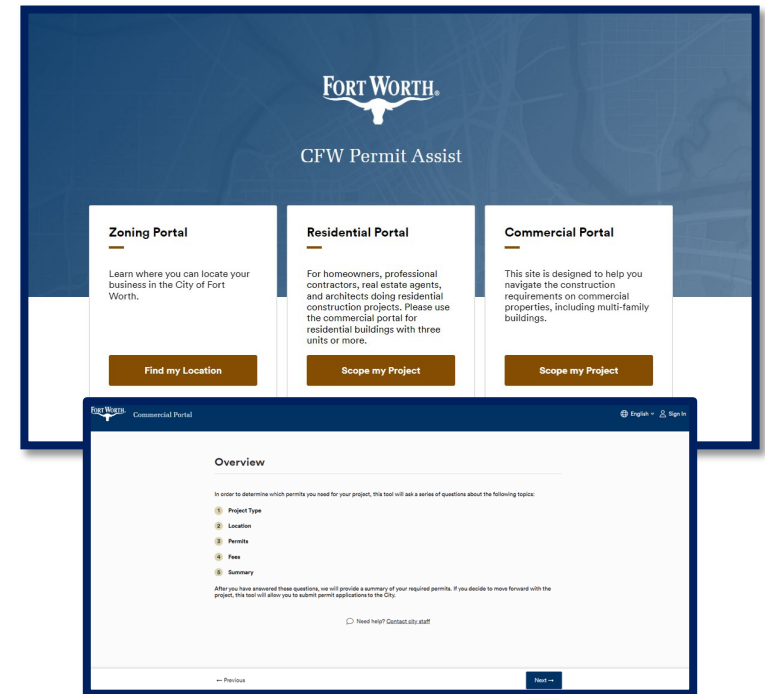 FORT WORTH®
CFW Permit Assist
Zoning Portal
Learn where you can locate your
business in the City of Fort
Worth.
Find my Location
Residential Portal
For homeowners, professional
contractors, real estate agents,
and architects doing residential
construction projects. Please use
the commercial portal for
residential buildings with three
units or more.
Scope my Project
Commercial Portal
This site is designed to help you
navigate the construction
requirements on commercial
properties, including multi-family
buildings.
Scope my Project
FORT WORTH® Commercial Portal
English Sign In
Overview
In order to determine which permits you need for your project, this tool will ask a series of questions about the following topics:
1 Project Type
2 Location
3 Permits
4 Fees
5 Summary
After you have answered these questions, we will provide a summary of your required permits. If you decide to move forward with the
project, this tool will allow you to submit permit applications to the City.
Need help? Contact city staff
← Previous
Next →